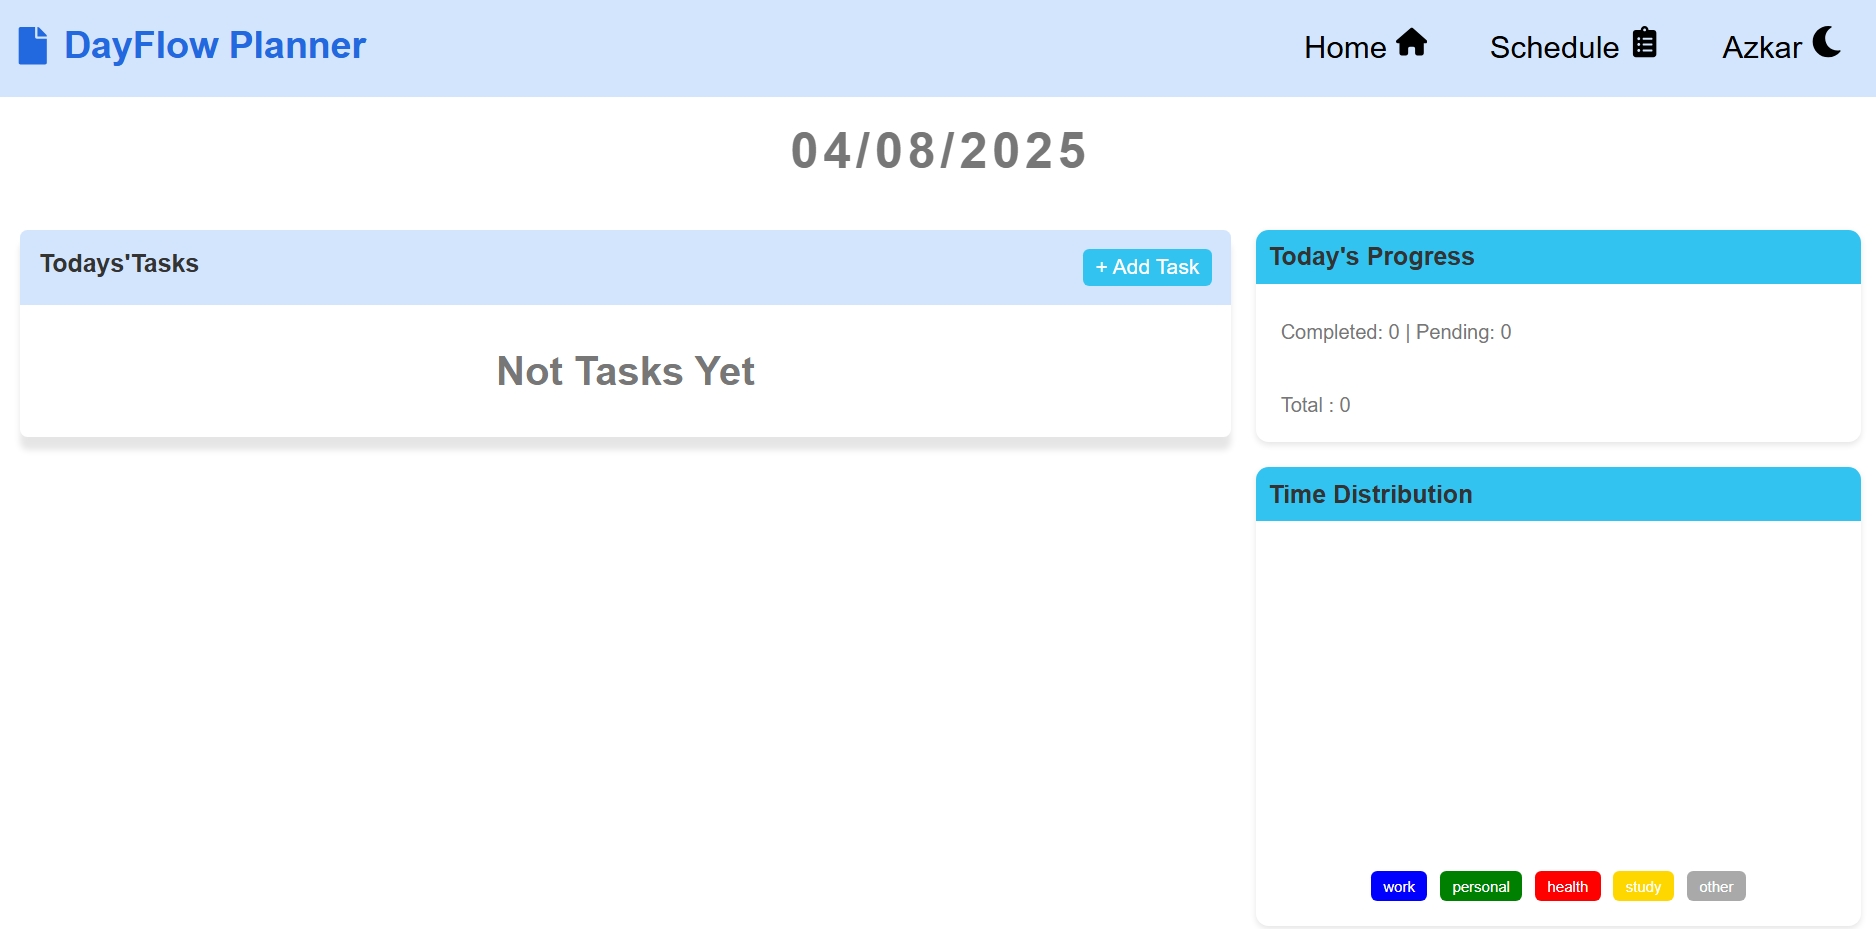 DayFlow Planner
Home
Schedule
Azkar
04/08/2025
Todays'Tasks
+ Add Task
Not Tasks Yet
Today's Progress
Completed: 0 | Pending: 0
Total : 0
Time Distribution
work
personal
health
study
other